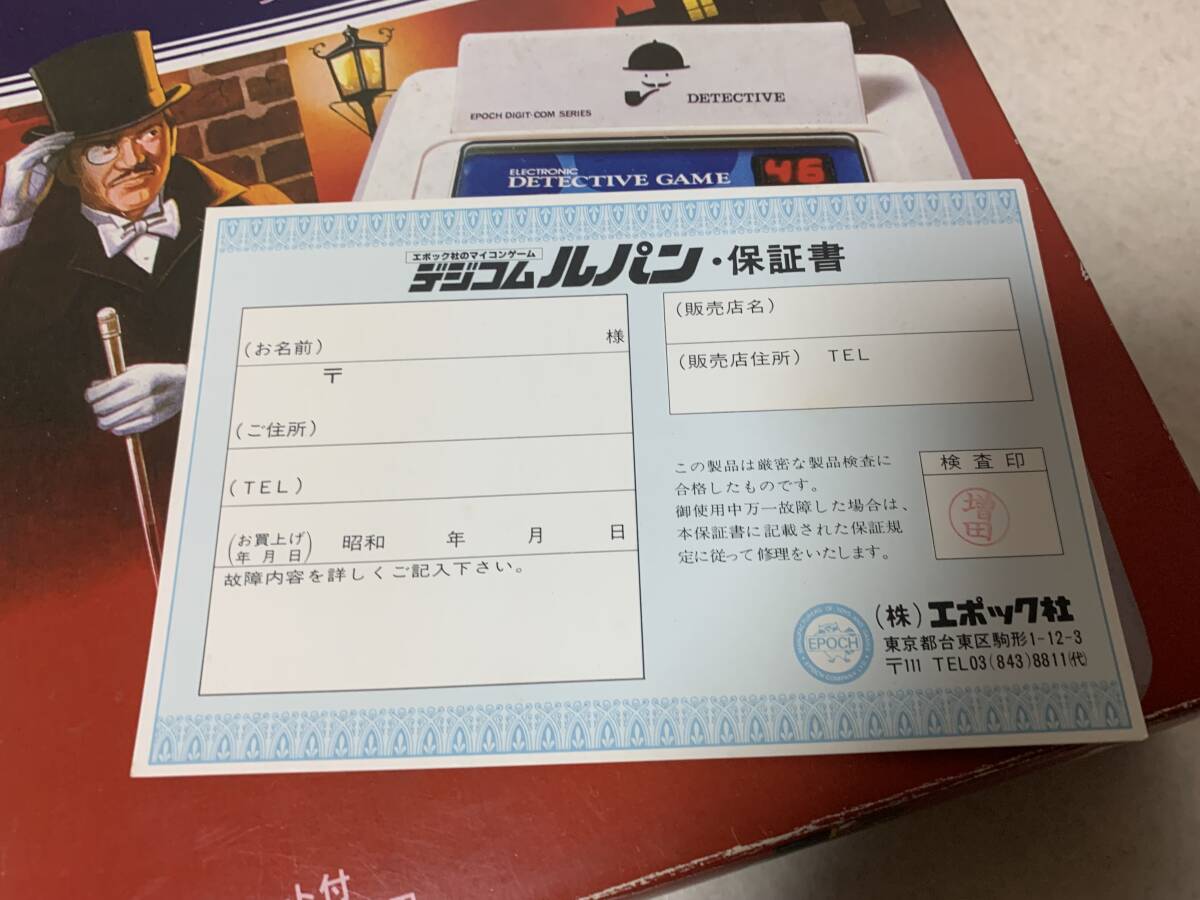 EPOCH DIGIT-COM SERIES
DETECTIVE
ELECTRONIC
DETECTIVE GAME
46
エポック社のマイコンゲーム
デジコム ルパン・保証書
(お名前)
様
〒
(ご住所)
(TEL)
(お買上げ年月日) 昭和 年 月 日
故障内容を詳しくご記入下さい。
(販売店名)
(販売店住所) TEL
この製品は厳密な製品検査に
合格したものです。
御使用中万一故障した場合は、
本保証書に記載された保証規
定に従って修理をいたします。
検査印
増田
EPOCH
(株)エポック社
東京都台東区駒形1-12-3
〒111 TEL03(843)8811(代)
ト付